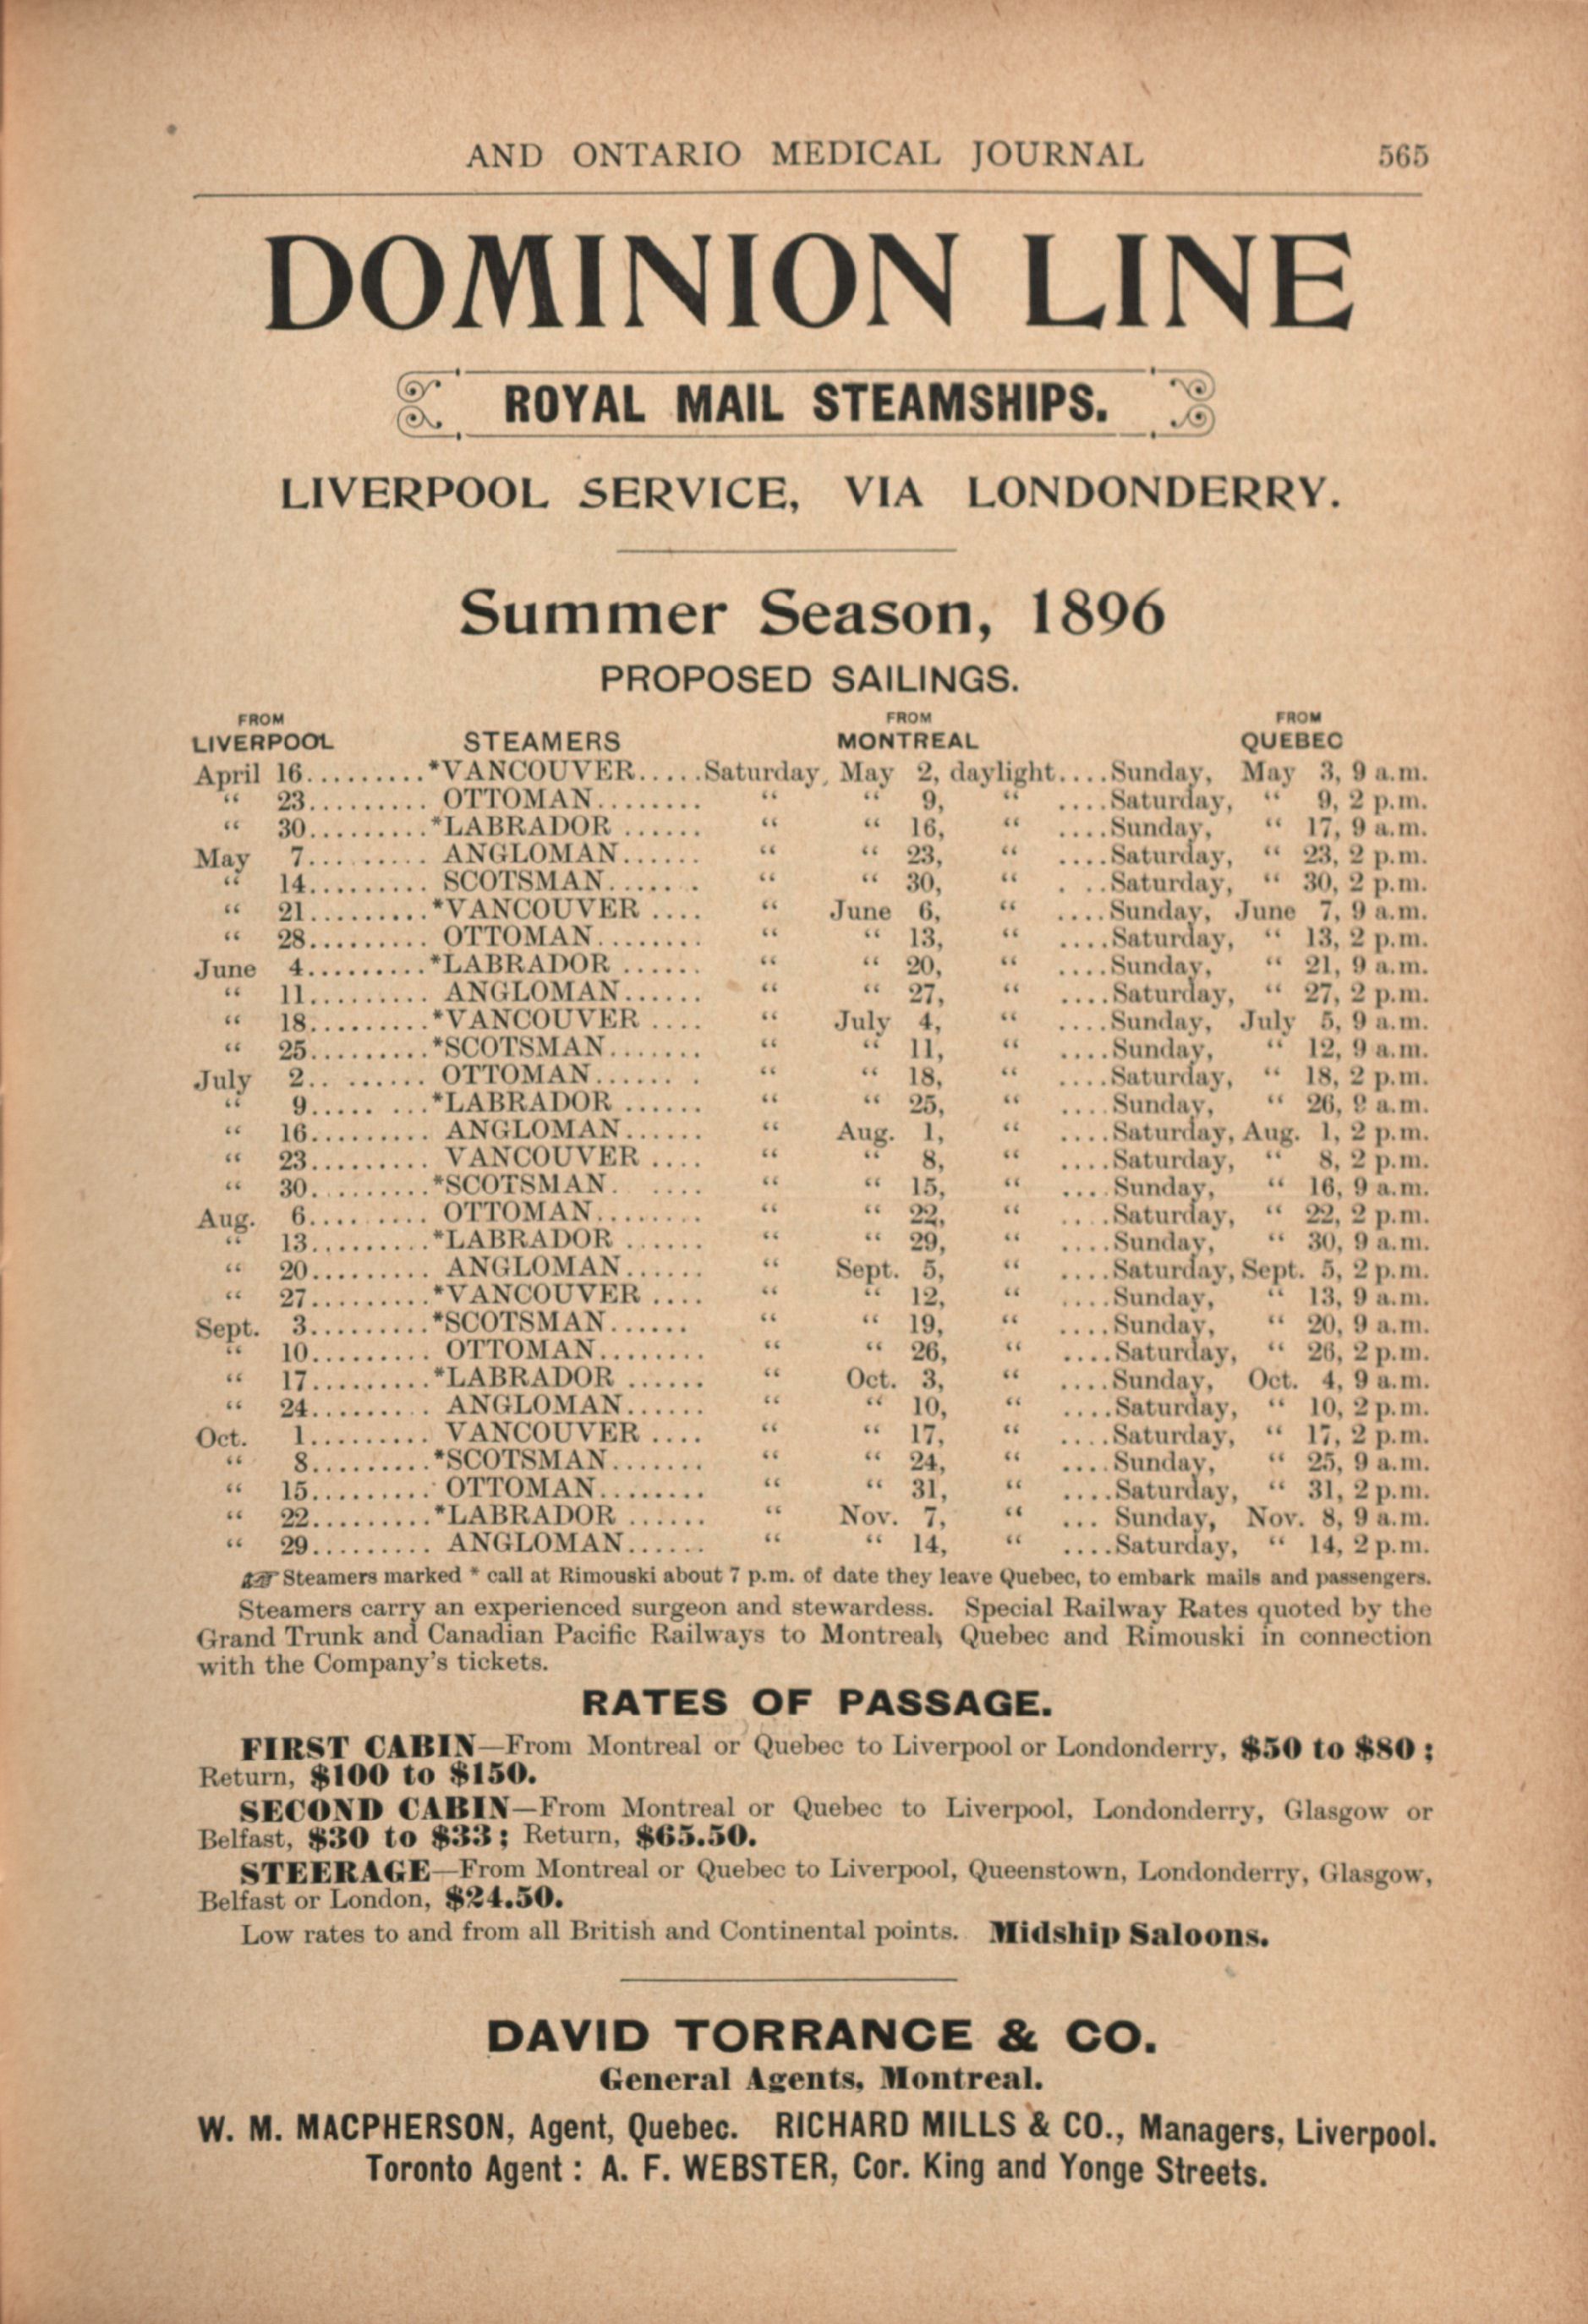 AND ONTARIO MEDICAL JOURNAL 565
DOMINION LINE
ROYAL MAIL STEAMSHIPS.
LIVERPOOL SERVICE, VIA LONDONDERRY.
Summer Season, 1896
PROPOSED SAILINGS.
FROM FROM FROM
LIVERPOOL STEAMERS MONTREAL QUEBEC
April 16.........*VANCOUVER.....Saturday, May 2, daylight....Sunday, May 3, 9 a.m.
“ 23......... OTTOMAN........ “ “ 9, “ ....Saturday, “ 9, 2 p.m.
“ 30.........*LABRADOR ...... “ “ 16, “ ....Sunday, “ 17, 9 a.m.
May 7......... ANGLOMAN...... “ “ 23, “ ....Saturday, “ 23, 2 p.m.
“ 14......... SCOTSMAN....... “ “ 30, “ . ..Saturday, “ 30, 2 p.m.
“ 21.........*VANCOUVER .... “ June 6, “ ....Sunday, June 7, 9 a.m.
“ 28......... OTTOMAN........ “ “ 13, “ ....Saturday, “ 13, 2 p.m.
June 4.........*LABRADOR ...... “ “ 20, “ ....Sunday, “ 21, 9 a.m.
“ 11......... ANGLOMAN...... “ “ 27, “ ....Saturday, “ 27, 2 p.m.
“ 18.........*VANCOUVER .... “ July 4, “ ....Sunday, July 5, 9 a.m.
“ 25.........*SCOTSMAN....... “ “ 11, “ ....Sunday, “ 12, 9 a.m.
July 2.. ...... OTTOMAN....... . “ “ 18, “ ....Saturday, “ 18, 2 p.m.
“ 9..... ...*LABRADOR ...... “ “ 25, “ ....Sunday, “ 26, 9 a.m.
“ 16......... ANGLOMAN...... “ Aug. 1, “ ....Saturday, Aug. 1, 2 p.m.
“ 23......... VANCOUVER .... “ “ 8, “ ....Saturday, “ 8, 2 p.m.
“ 30.........*SCOTSMAN. ..... “ “ 15, “ ....Sunday, “ 16, 9 a.m.
Aug. 6......... OTTOMAN........ “ “ 22, “ ....Saturday, “ 22, 2 p.m.
“ 13.........*LABRADOR ...... “ “ 29, “ ....Sunday, “ 30, 9 a.m.
“ 20......... ANGLOMAN...... “ Sept. 5, “ ....Saturday, Sept. 5, 2 p.m.
“ 27.........*VANCOUVER .... “ “ 12, “ ....Sunday, “ 13, 9 a.m.
Sept. 3.........*SCOTSMAN...... “ “ 19, “ ....Sunday, “ 20, 9 a.m.
“ 10......... OTTOMAN........ “ “ 26, “ ....Saturday, “ 26, 2 p.m.
“ 17.........*LABRADOR ...... “ Oct. 3, “ ....Sunday, Oct. 4, 9 a.m.
“ 24......... ANGLOMAN...... “ “ 10, “ ....Saturday, “ 10, 2 p.m.
Oct. 1......... VANCOUVER .... “ “ 17, “ ....Saturday, “ 17, 2 p.m.
“ 8.........*SCOTSMAN....... “ “ 24, “ ....Sunday, “ 25, 9 a.m.
“ 15......... OTTOMAN........ “ “ 31, “ ....Saturday, “ 31, 2 p.m.
“ 22.........*LABRADOR ...... “ Nov. 7, “ ... Sunday, Nov. 8, 9 a.m.
“ 29......... ANGLOMAN...... “ “ 14, “ ....Saturday, “ 14, 2 p.m.
☞ Steamers marked * call at Rimouski about 7 p.m. of date they leave Quebec, to embark mails and passengers.
Steamers carry an experienced surgeon and stewardess. Special Railway Rates quoted by the
Grand Trunk and Canadian Pacific Railways to Montreal, Quebec and Rimouski in connection
with the Company's tickets.
RATES OF PASSAGE.
FIRST CABIN—From Montreal or Quebec to Liverpool or Londonderry, $50 to $80 ;
Return, $100 to $150.
SECOND CABIN—From Montreal or Quebec to Liverpool, Londonderry, Glasgow or
Belfast, $30 to $33 ; Return, $65.50.
STEERAGE—From Montreal or Quebec to Liverpool, Queenstown, Londonderry, Glasgow,
Belfast or London, $24.50.
Low rates to and from all British and Continental points. Midship Saloons.
DAVID TORRANCE & CO.
General Agents, Montreal.
W. M. MACPHERSON, Agent, Quebec. RICHARD MILLS & CO., Managers, Liverpool.
Toronto Agent : A. F. WEBSTER, Cor. King and Yonge Streets.